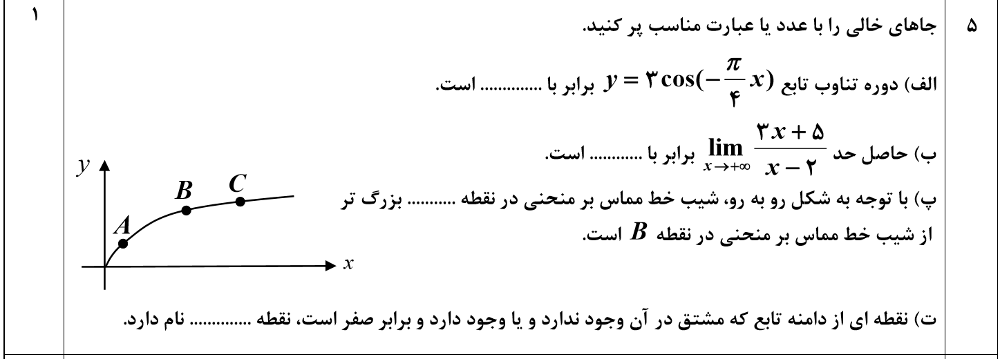 ۵ جاهای خالی را با عدد یا عبارت مناسب پر کنید. ۱
الف) دوره تناوب تابع y = ۳cos(−π/۴ x) برابر با .............. است.
ب) حاصل حد lim x→+∞ (۳x + ۵)/(x − ۲) برابر با ............ است.
پ) با توجه به شکل رو به رو، شیب خط مماس بر منحنی در نقطه ........... بزرگ تر
از شیب خط مماس بر منحنی در نقطه B است.
y
B C
A
x
ت) نقطه ای از دامنه تابع که مشتق در آن وجود ندارد و یا وجود دارد و برابر صفر است، نقطه .............. نام دارد.